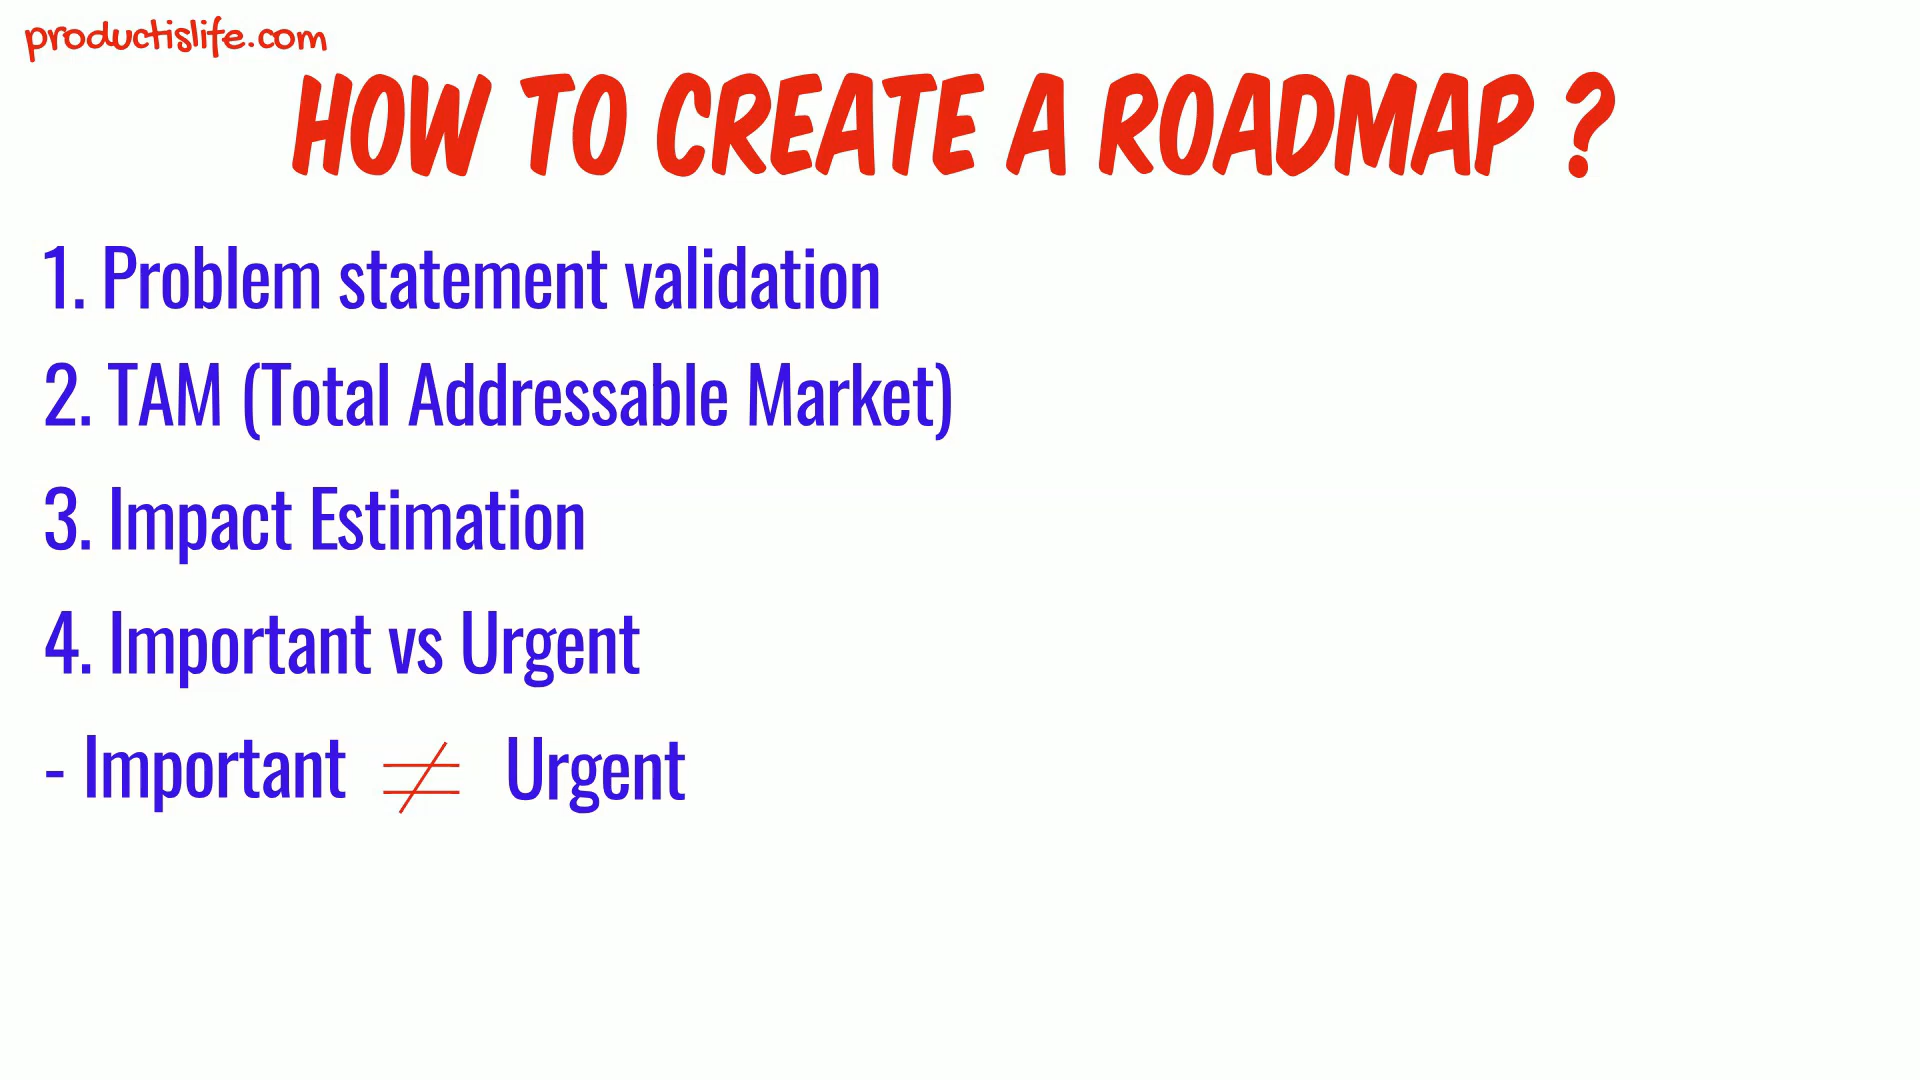 productislife.com
HOW TO CREATE A ROADMAP ?
1. Problem statement validation
2. TAM (Total Addressable Market)
3. Impact Estimation
4. Important vs Urgent
- Important ≠ Urgent